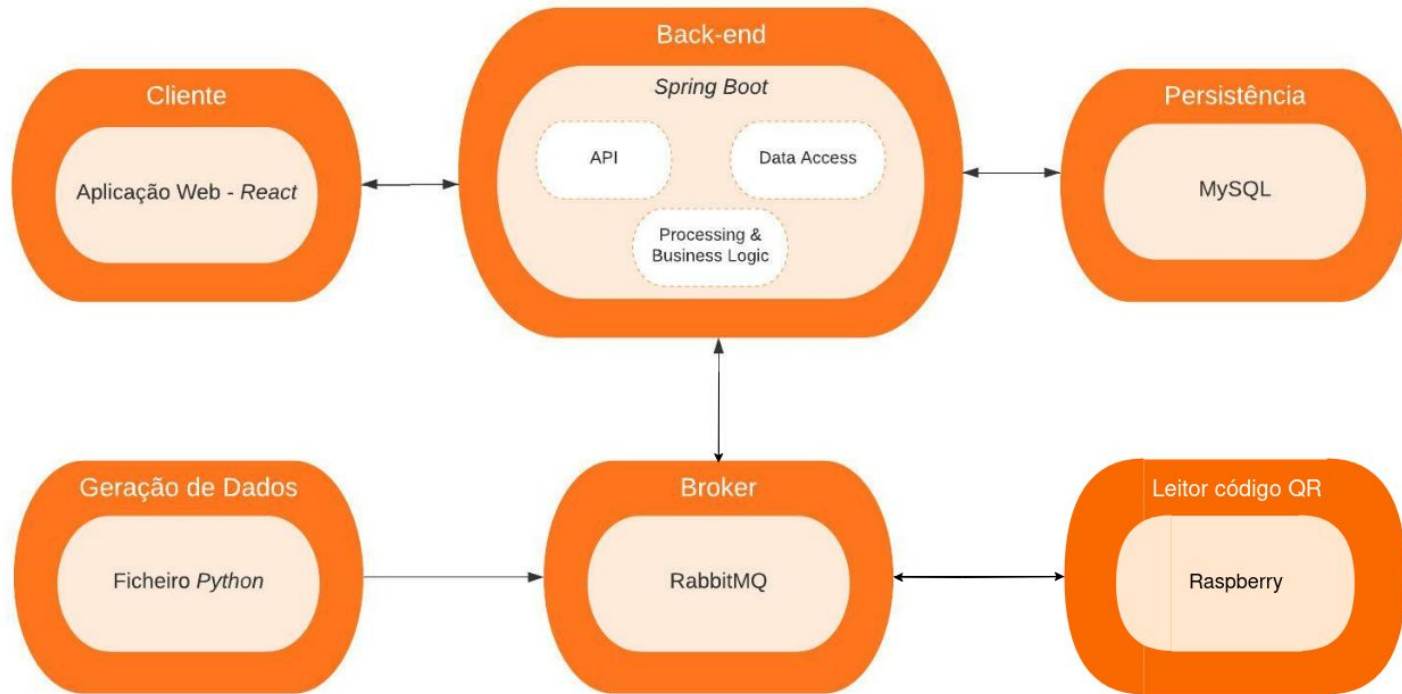 Back-end
Spring Boot
API
Data Access
Processing &
Business Logic
Cliente
Aplicação Web - React
Persistência
MySQL
Geração de Dados
Ficheiro Python
Broker
RabbitMQ
Leitor código QR
Raspberry